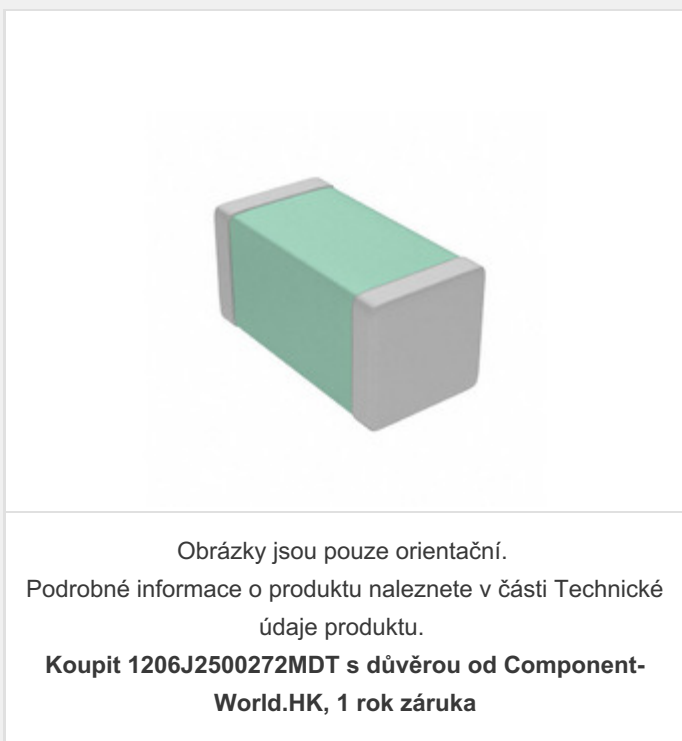 Obrázky jsou pouze orientační.
Podrobné informace o produktu naleznete v části Technické
údaje produktu.
Koupit 1206J2500272MDT s důvěrou od Component-
World.HK, 1 rok záruka